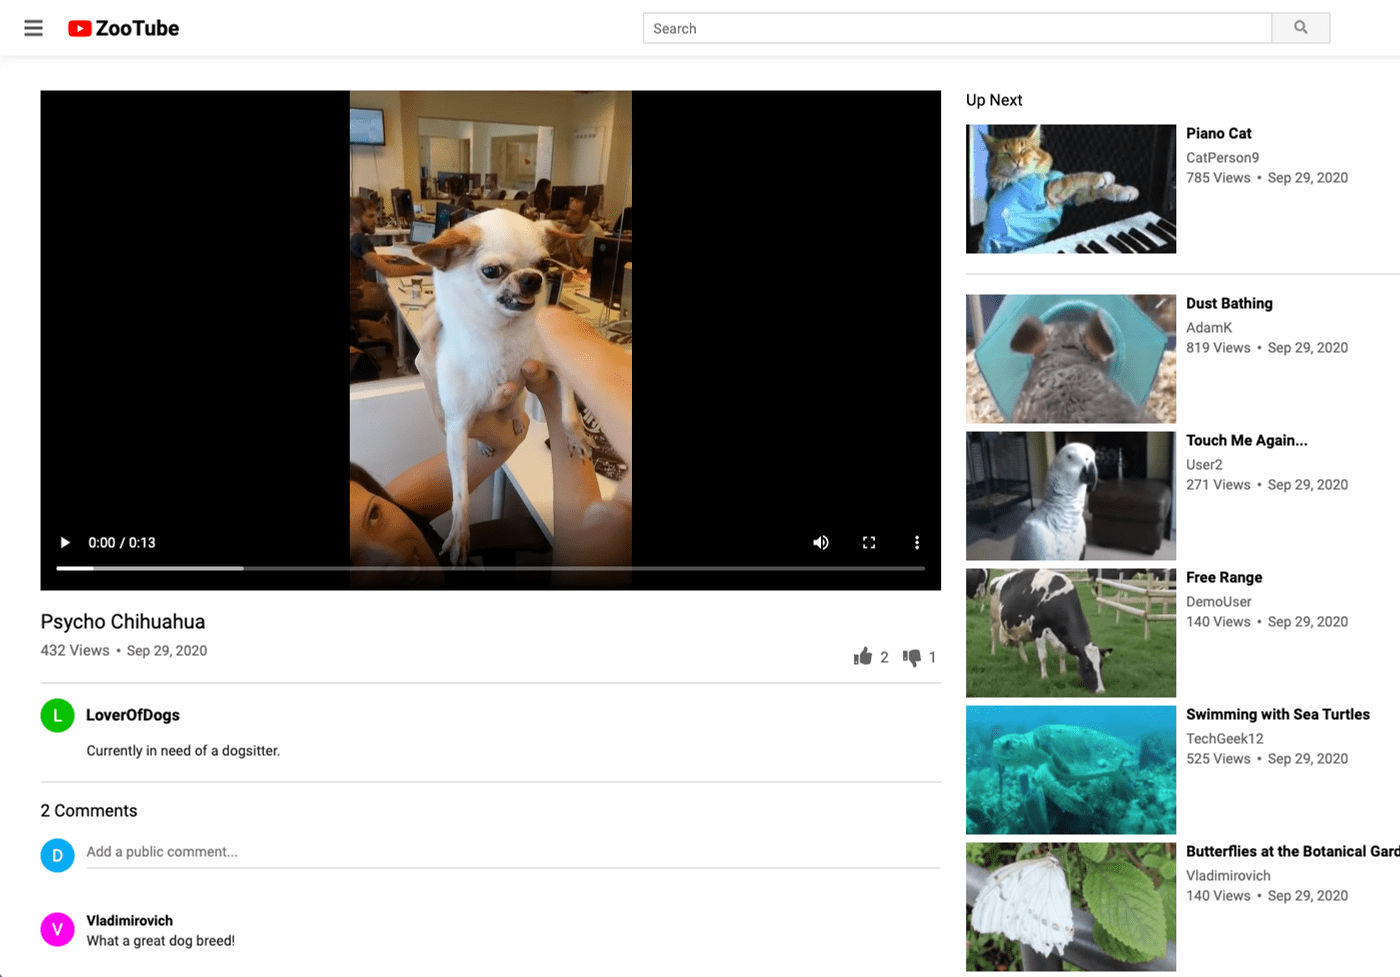 ZooTube
Search
0:00 / 0:13
Psycho Chihuahua
432 Views • Sep 29, 2020
2
1
L
LoverOfDogs
Currently in need of a dogsitter.
2 Comments
D
Add a public comment...
V
Vladimirovich
What a great dog breed!
Up Next
Piano Cat
CatPerson9
785 Views • Sep 29, 2020
Dust Bathing
AdamK
819 Views • Sep 29, 2020
Touch Me Again...
User2
271 Views • Sep 29, 2020
Free Range
DemoUser
140 Views • Sep 29, 2020
Swimming with Sea Turtles
TechGeek12
525 Views • Sep 29, 2020
Butterflies at the Botanical Gard
Vladimirovich
140 Views • Sep 29, 2020